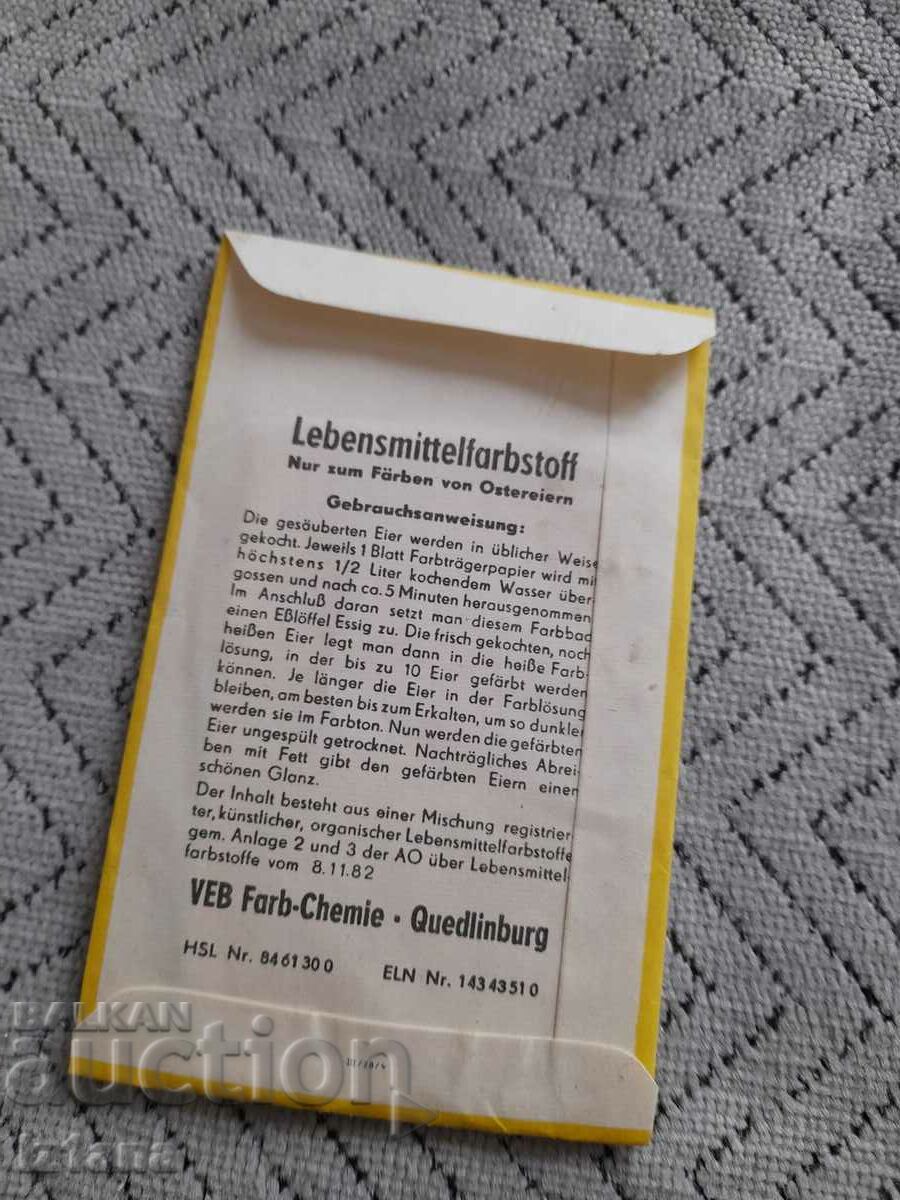 Lebensmittelfarbstoff
Nur zum Färben von Ostereiern
Gebrauchsanweisung:
Die gesäuberten Eier werden in üblicher Weise
gekocht. Jeweils 1 Blatt Farbträgerpapier wird mit
höchstens 1/2 Liter kochendem Wasser über-
gossen und nach ca. 5 Minuten herausgenommen
Im Anschluß daran setzt man diesem Farbbad
einen Eßlöffel Essig zu. Die frisch gekochten, noch
heißen Eier legt man dann in die heiße Farb-
lösung, in der bis zu 10 Eier gefärbt werden
können. Je länger die Eier in der Farblösung
bleiben, am besten bis zum Erkalten, um so dunkler
werden sie im Farbton. Nun werden die gefärbten
Eier ungespült getrocknet. Nachträgliches Abrei-
ben mit Fett gibt den gefärbten Eiern einen
schönen Glanz.
Der Inhalt besteht aus einer Mischung registrier-
ter, künstlicher, organischer Lebensmittelfarbstoffe
gem. Anlage 2 und 3 der AO über Lebensmittel-
farbstoffe vom 8.11.82
VEB Farb-Chemie · Quedlinburg
HSL Nr. 8461300 ELN Nr. 14343510
BALKAN
auction
izlana